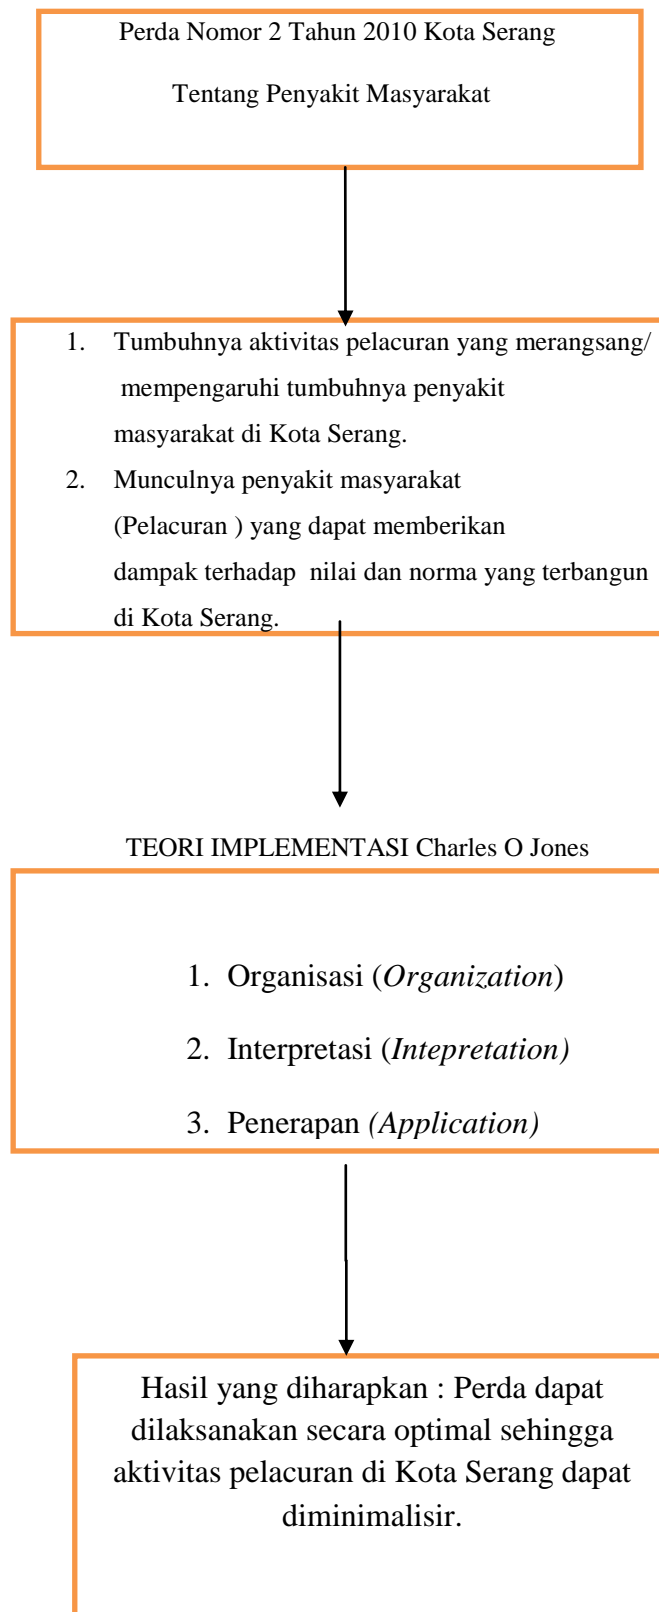 Perda Nomor 2 Tahun 2010 Kota Serang
Tentang Penyakit Masyarakat
1. Tumbuhnya aktivitas pelacuran yang merangsang/
mempengaruhi tumbuhnya penyakit
masyarakat di Kota Serang.
2. Munculnya penyakit masyarakat
(Pelacuran ) yang dapat memberikan
dampak terhadap nilai dan norma yang terbangun
di Kota Serang.
TEORI IMPLEMENTASI Charles O Jones
1. Organisasi (Organization)
2. Interpretasi (Intepretation)
3. Penerapan (Application)
Hasil yang diharapkan : Perda dapat
dilaksanakan secara optimal sehingga
aktivitas pelacuran di Kota Serang dapat
diminimalisir.